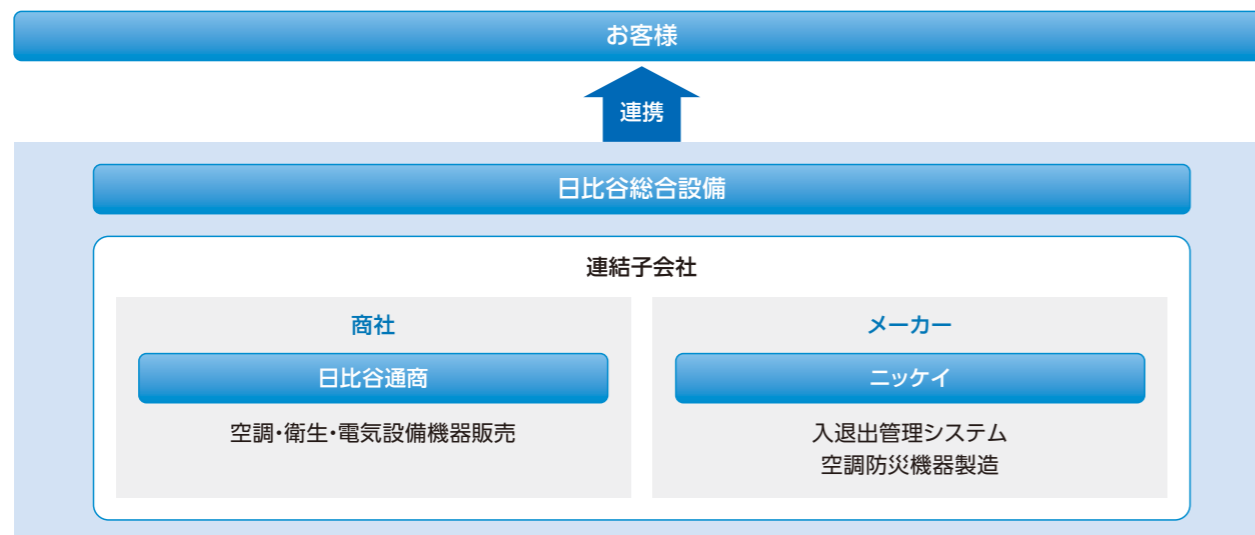 お客様
連携
日比谷総合設備
連結子会社
商社
日比谷通商
空調・衛生・電気設備機器販売
メーカー
ニッケイ
入退出管理システム
空調防災機器製造